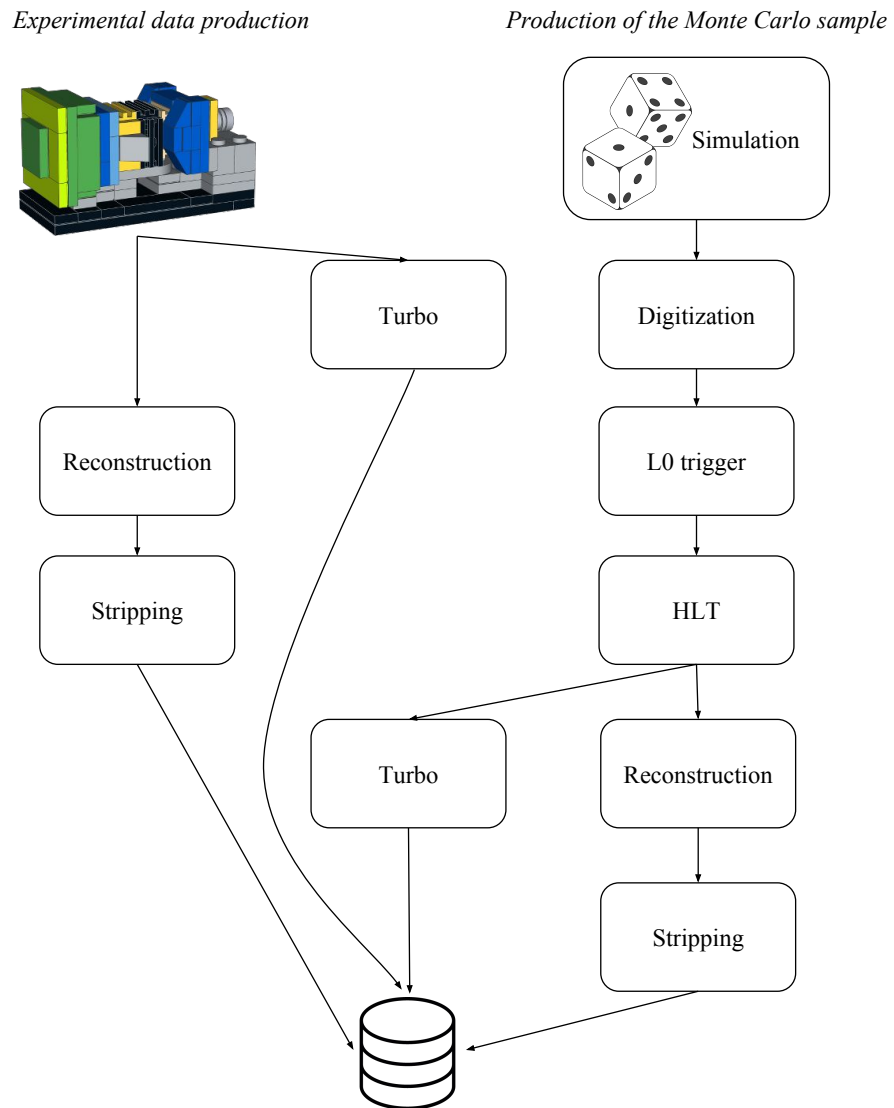 Experimental data production
Production of the Monte Carlo sample
Simulation
Turbo
Digitization
Reconstruction
L0 trigger
Stripping
HLT
Turbo
Reconstruction
Stripping